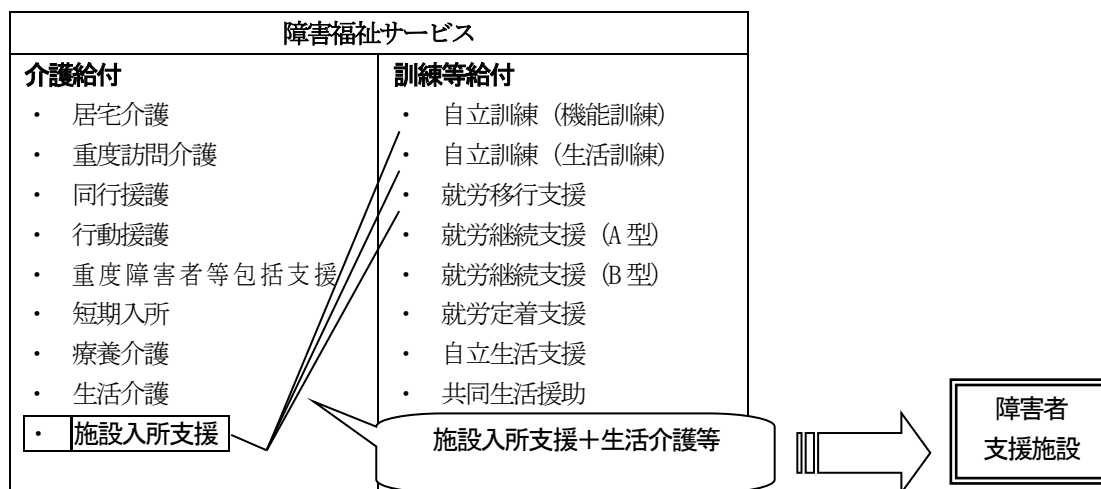 障害福祉サービス
介護給付
・ 居宅介護
・ 重度訪問介護
・ 同行援護
・ 行動援護
・ 重度障害者等包括支援
・ 短期入所
・ 療養介護
・ 生活介護
・ 施設入所支援
訓練等給付
・ 自立訓練（機能訓練）
・ 自立訓練（生活訓練）
・ 就労移行支援
・ 就労継続支援（A型）
・ 就労継続支援（B型）
・ 就労定着支援
・ 自立生活支援
・ 共同生活援助
施設入所支援＋生活介護等
障害者
支援施設